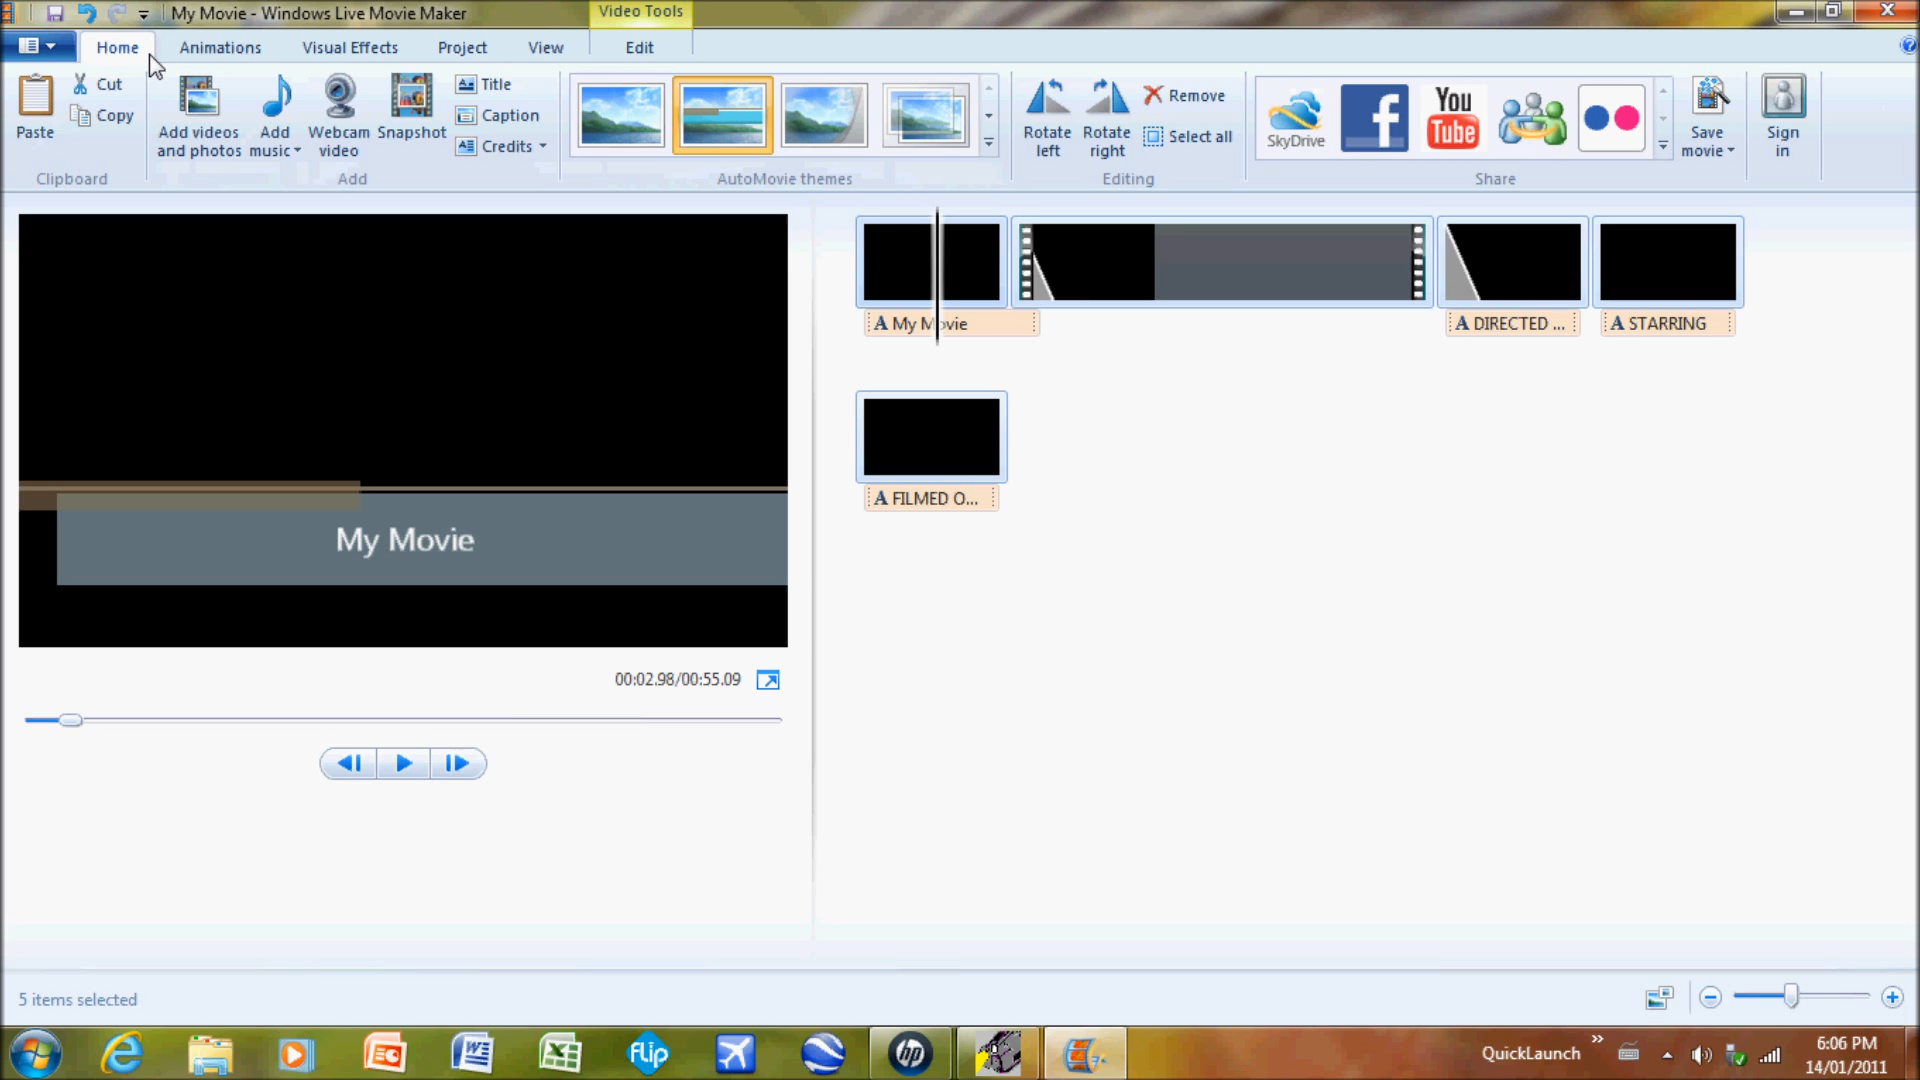 My Movie - Windows Live Movie Maker
Video Tools
Home
Animations
Visual Effects
Project
View
Edit
Paste
Cut
Copy
Clipboard
Add videos
and photos
Add
music
Webcam
video
Snapshot
Title
Caption
Credits
Add
AutoMovie themes
Rotate
left
Rotate
right
Remove
Select all
Editing
SkyDrive
f
You
Tube
Share
Save
movie
Sign
in
A My Movie
A DIRECTED ...
A STARRING
A FILMED O...
My Movie
00:02.98/00:55.09
5 items selected
flip
hp
QuickLaunch
6:06 PM
14/01/2011